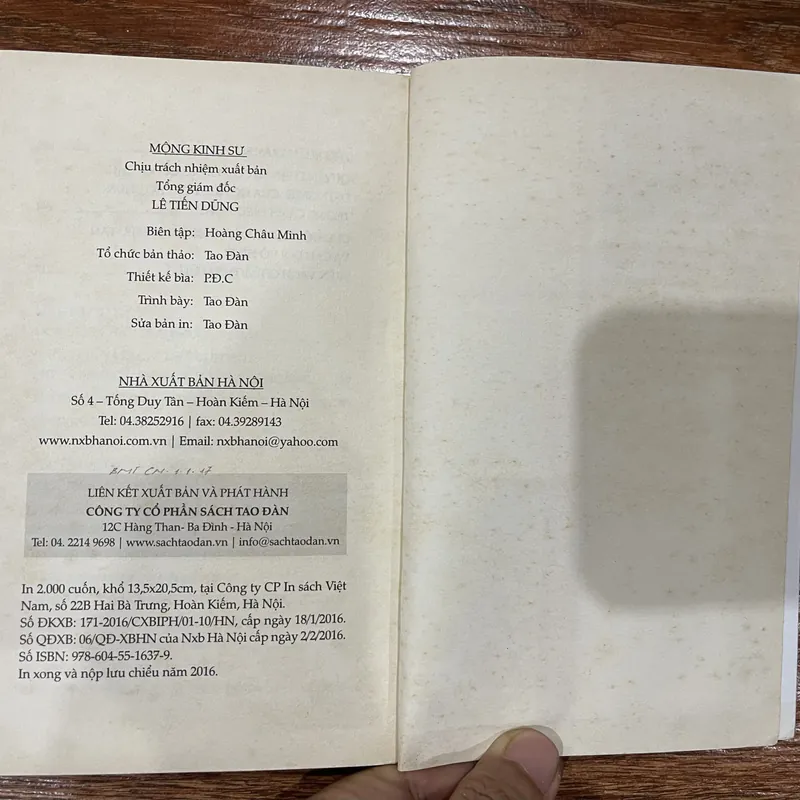 MỘNG KINH SƯ
Chịu trách nhiệm xuất bản
Tổng giám đốc
LÊ TIẾN DŨNG
Biên tập: Hoàng Châu Minh
Tổ chức bản thảo: Tao Đàn
Thiết kế bìa: P.Đ.C
Trình bày: Tao Đàn
Sửa bản in: Tao Đàn
NHÀ XUẤT BẢN HÀ NỘI
Số 4 – Tống Duy Tân – Hoàn Kiếm – Hà Nội
Tel: 04.38252916 | fax: 04.39289143
www.nxbhanoi.com.vn | Email: nxbhanoi@yahoo.com
BMT CN. 1.1.17
LIÊN KẾT XUẤT BẢN VÀ PHÁT HÀNH
CÔNG TY CỔ PHẦN SÁCH TAO ĐÀN
12C Hàng Than- Ba Đình - Hà Nội
Tel: 04. 2214 9698 | www.sachtaodan.vn | info@sachtaodan.vn
In 2.000 cuốn, khổ 13,5x20,5cm, tại Công ty CP In sách Việt
Nam, số 22B Hai Bà Trưng, Hoàn Kiếm, Hà Nội.
Số ĐKXB: 171-2016/CXBIPH/01-10/HN, cấp ngày 18/1/2016.
Số QĐXB: 06/QĐ-XBHN của Nxb Hà Nội cấp ngày 2/2/2016.
Số ISBN: 978-604-55-1637-9.
In xong và nộp lưu chiểu năm 2016.